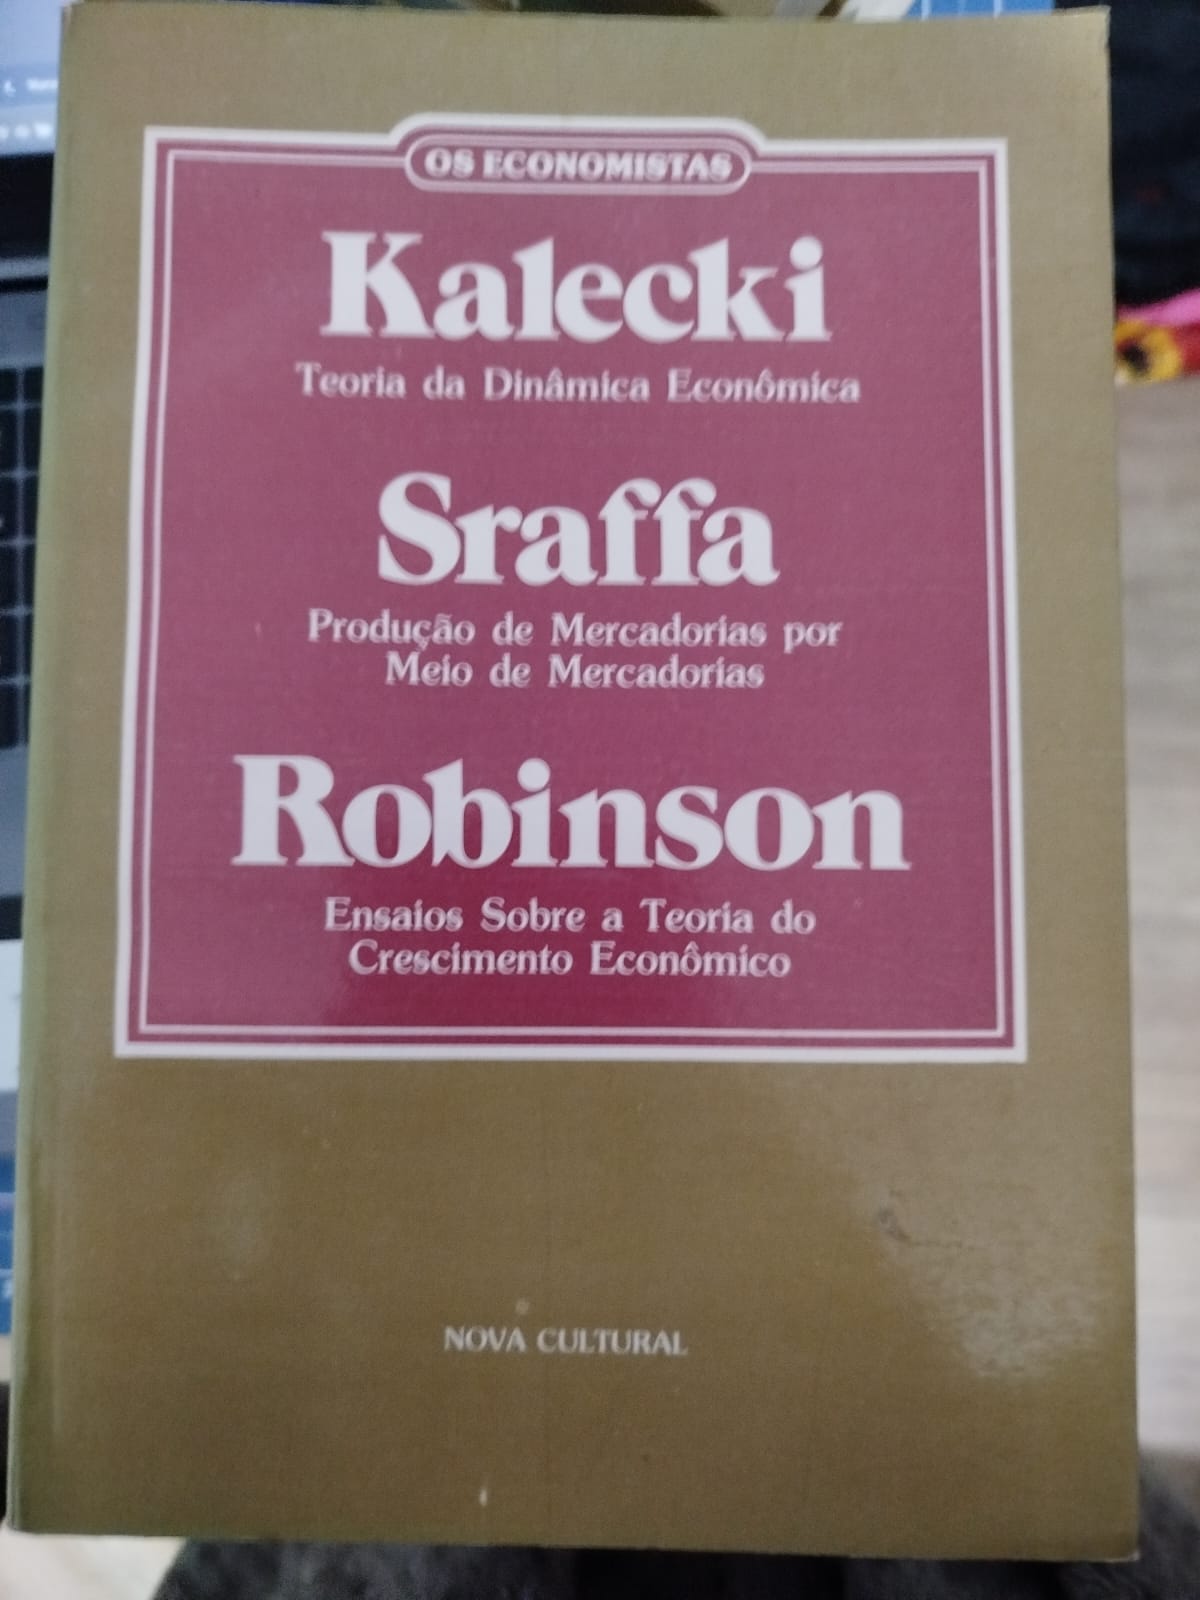 OS ECONOMISTAS
Kalecki
Teoria da Dinâmica Econômica
Sraffa
Produção de Mercadorias por
Meio de Mercadorias
Robinson
Ensaios Sobre a Teoria do
Crescimento Econômico
NOVA CULTURAL